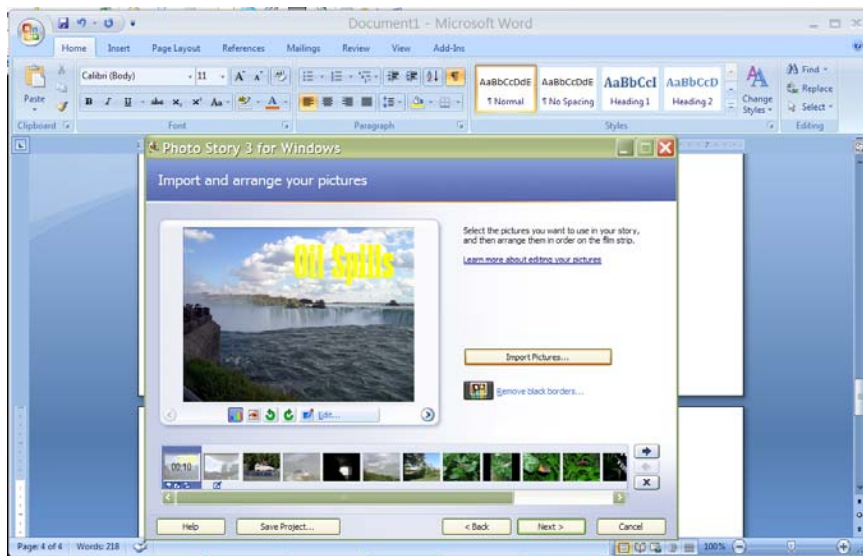 Document1 - Microsoft Word
Home Insert Page Layout References Mailings Review View Add-Ins
Calibri (Body) 11
Paste
B I U abc x₂ x² Aa
AaBbCcDdE AaBbCcDdE AaBbCcI AaBbCcD
¶ Normal ¶ No Spacing Heading 1 Heading 2
Change Styles
Find
Replace
Select
Clipboard Font Paragraph Styles Editing
Photo Story 3 for Windows
Import and arrange your pictures
Oil Spills
Select the pictures you want to use in your story,
and then arrange them in order on the film strip.
Learn more about editing your pictures
Import Pictures...
Remove black borders...
Edit...
00:10
Help Save Project... < Back Next > Cancel
Page: 4 of 4 Words: 218 100%